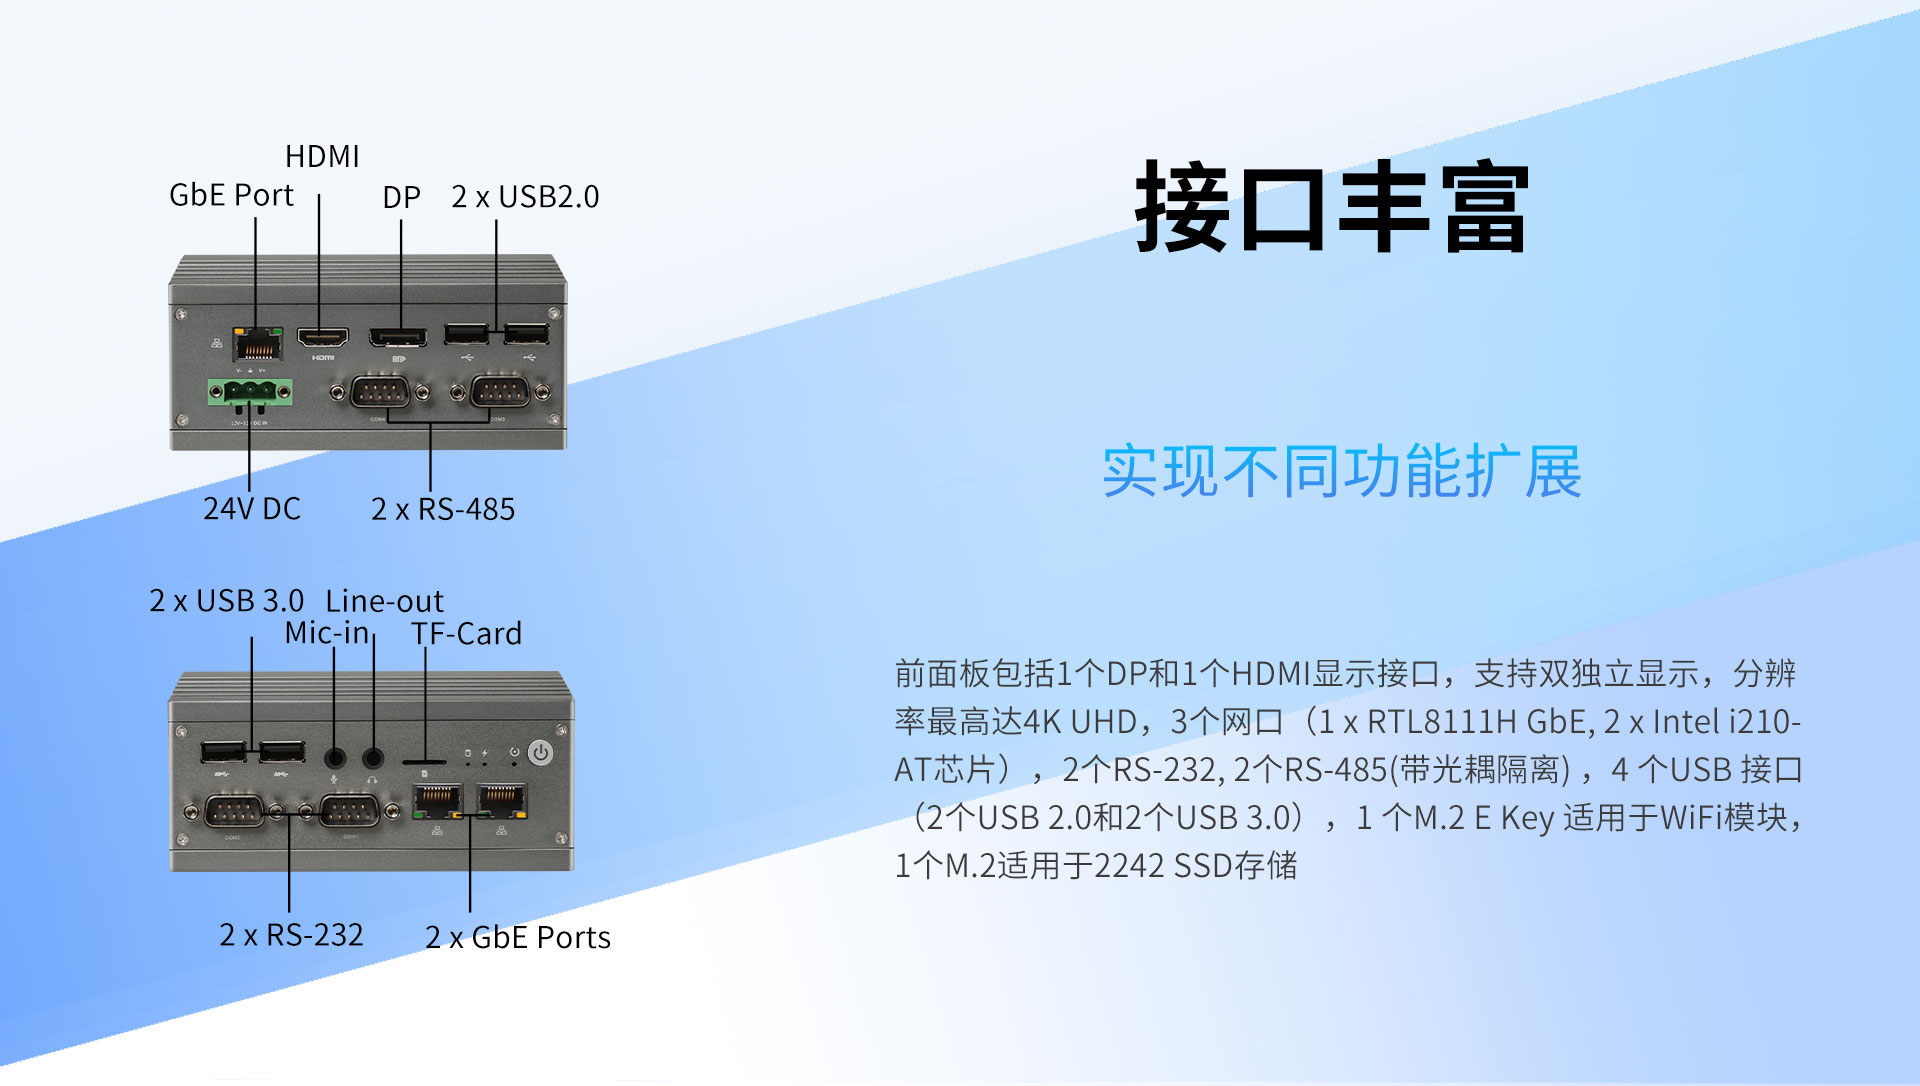 HDMI
GbE Port
DP
2 x USB2.0
HDMI
V-
V+
COM4
COM3
24V DC
2 x RS-485
2 x USB 3.0
Line-out
Mic-in
TF-Card
COM2
COM1
2 x RS-232
2 x GbE Ports
接口丰富
实现不同功能扩展
前面板包括1个DP和1个HDMI显示接口，支持双独立显示，分辨
率最高达4K UHD，3个网口（1 x RTL8111H GbE, 2 x Intel i210-
AT芯片），2个RS-232, 2个RS-485(带光耦隔离) ，4 个USB 接口
（2个USB 2.0和2个USB 3.0），1 个M.2 E Key 适用于WiFi模块，
1个M.2适用于2242 SSD存储